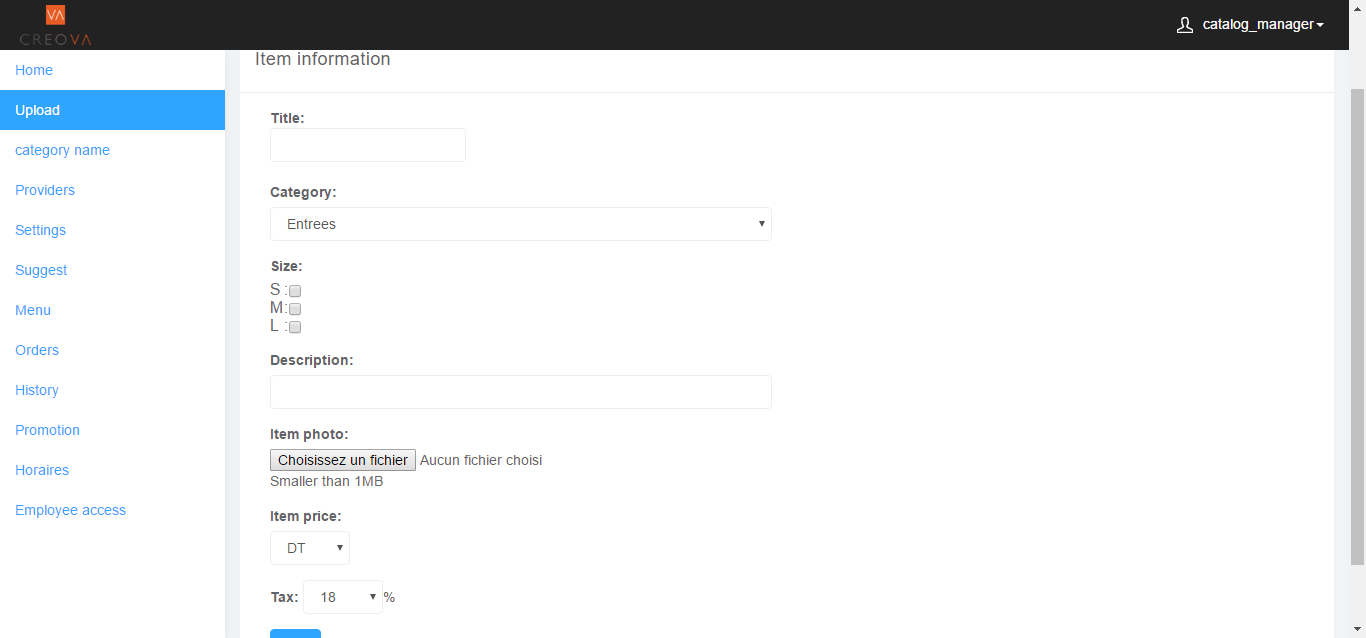 VA
CREOVA
catalog_manager
Home
Upload
category name
Providers
Settings
Suggest
Menu
Orders
History
Promotion
Horaires
Employee access
Item information
Title:
Category:
Entrees
Size:
S :
M:
L :
Description:
Item photo:
Choisissez un fichier Aucun fichier choisi
Smaller than 1MB
Item price:
DT
Tax: 18 %